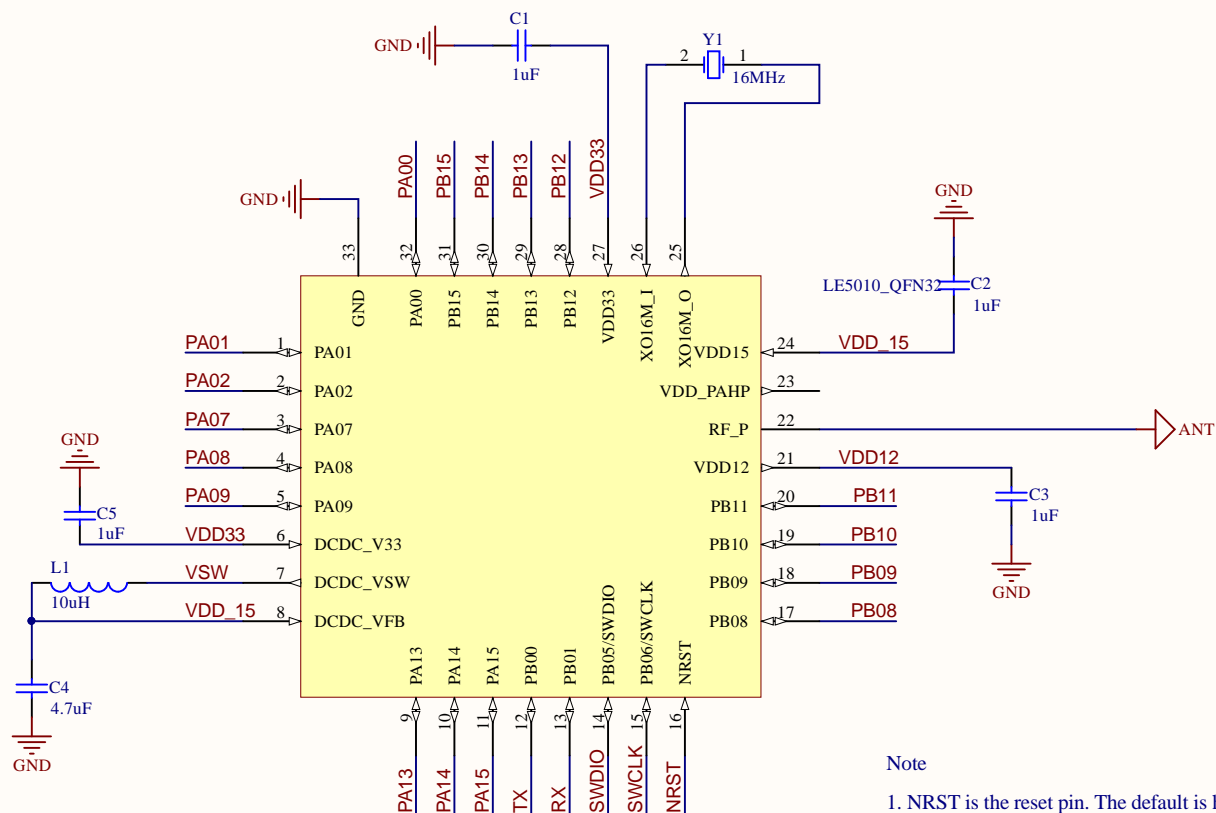 C1
GND
1uF
Y1
2
1
16MHz
PA00
PB15
PB14
PB13
PB12
VDD33
GND
GND
33
32
31
30
29
28
27
26
25
LE5010_QFN32
C2
1uF
GND
PA00
PB15
PB14
PB13
PB12
VDD33
XO16M_I
XO16M_O
PA01
1
PA01
VDD15
24
VDD_15
PA02
2
PA02
VDD_PAHP
23
PA07
3
PA07
RF_P
22
ANT
GND
PA08
4
PA08
VDD12
21
VDD12
PA09
5
PA09
PB11
20
PB11
C3
1uF
C5
1uF
VDD33
6
DCDC_V33
PB10
19
PB10
L1
10uH
VSW
7
DCDC_VSW
PB09
18
PB09
GND
VDD_15
8
DCDC_VFB
PB08
17
PB08
PA13
PA14
PA15
PB00
PB01
PB05/SWDIO
PB06/SWCLK
NRST
C4
4.7uF
GND
9
10
11
12
13
14
15
16
PA13
PA14
PA15
TX
RX
SWDIO
SWCLK
NRST
Note
1. NRST is the reset pin. The default is